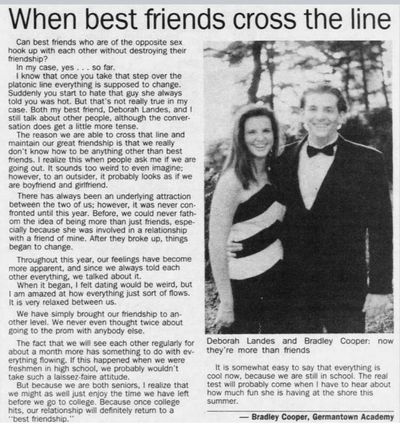 When best friends cross the line
Can best friends who are of the opposite sex
hook up with each other without destroying their
friendship?
In my case, yes . . . so far.
I know that once you take that step over the
platonic line everything is supposed to change.
Suddenly you start to hate that guy she always
told you was hot. But that's not really true in my
case. Both my best friend, Deborah Landes, and I
still talk about other people, although the conver-
sation does get a little more tense.
The reason we are able to cross that line and
maintain our great friendship is that we really
don't know how to be anything other than best
friends. I realize this when people ask me if we are
going out. It sounds too weird to even imagine;
however, to an outsider, it probably looks as if we
are boyfriend and girlfriend.
There has always been an underlying attraction
between the two of us; however, it was never con-
fronted until this year. Before, we could never fath-
om the idea of being more than just friends, espe-
cially because she was involved in a relationship
with a friend of mine. After they broke up, things
began to change.
Throughout this year, our feelings have become
more apparent, and since we always told each
other everything, we talked about it.
When it began, I felt dating would be weird, but
I am amazed at how everything just sort of flows.
It is very relaxed between us.
We have simply brought our friendship to an-
other level. We never even thought twice about
going to the prom with anybody else.
The fact that we will see each other regularly for
about a month more has something to do with ev-
erything flowing. If this happened when we were
freshmen in high school, we probably wouldn't
take such a laissez-faire attitude.
But because we are both seniors, I realize that
we might as well just enjoy the time we have left
before we go to college. Because once college
hits, our relationship will definitely return to a
"best friendship."
Deborah Landes and Bradley Cooper: now
they're more than friends
It is somewhat easy to say that everything is
cool now, because we are still in school. The real
test will probably come when I have to hear about
how much fun she is having at the shore this
summer.
— Bradley Cooper, Germantown Academy